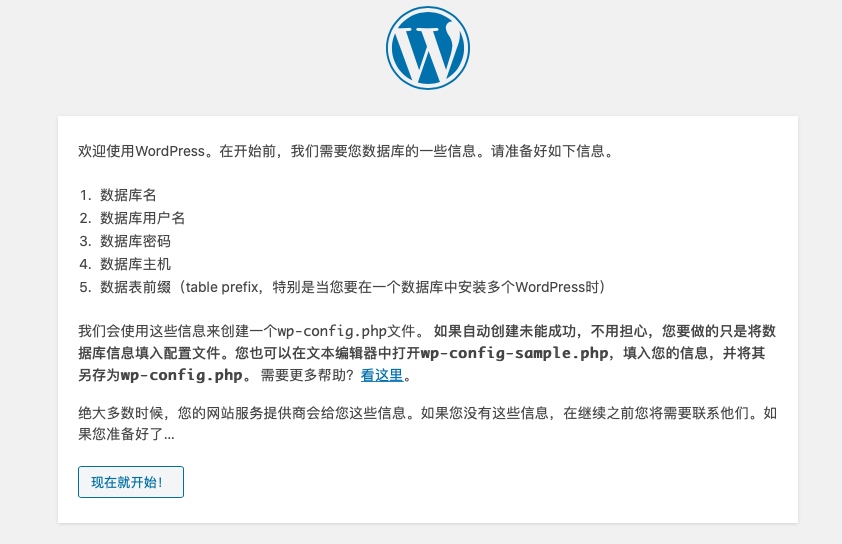 W
欢迎使用WordPress。在开始前，我们需要您数据库的一些信息。请准备好如下信息。
1. 数据库名
2. 数据库用户名
3. 数据库密码
4. 数据库主机
5. 数据表前缀（table prefix，特别是当您要在一个数据库中安装多个WordPress时）
我们会使用这些信息来创建一个wp-config.php文件。 如果自动创建未能成功，不用担心，您要做的只是将数
据库信息填入配置文件。您也可以在文本编辑器中打开wp-config-sample.php，填入您的信息，并将其
另存为wp-config.php。 需要更多帮助？看这里。
绝大多数时候，您的网站服务提供商会给您这些信息。如果您没有这些信息，在继续之前您将需要联系他们。如
果您准备好了...
现在就开始！